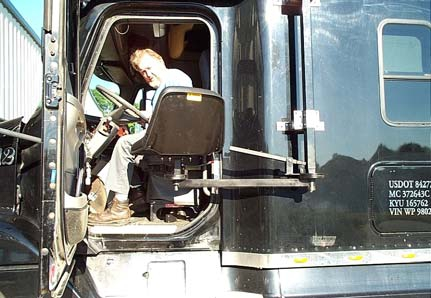 USDOT 8427
MC 372643C
KYU 165762
VIN WP 9802